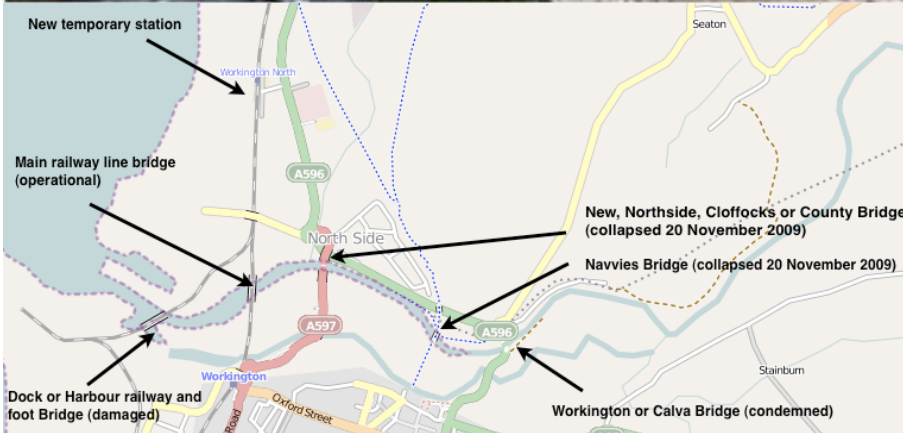 New temporary station
Seaton
Workington North
Main railway line bridge
(operational)
A596
New, Northside, Cloffocks or County Bridge
(collapsed 20 November 2009)
North Side
Navvies Bridge (collapsed 20 November 2009)
A597
A596
Stainburn
Workington
Dock or Harbour railway and
foot Bridge (damaged)
Oxford Street
Road
Workington or Calva Bridge (condemned)